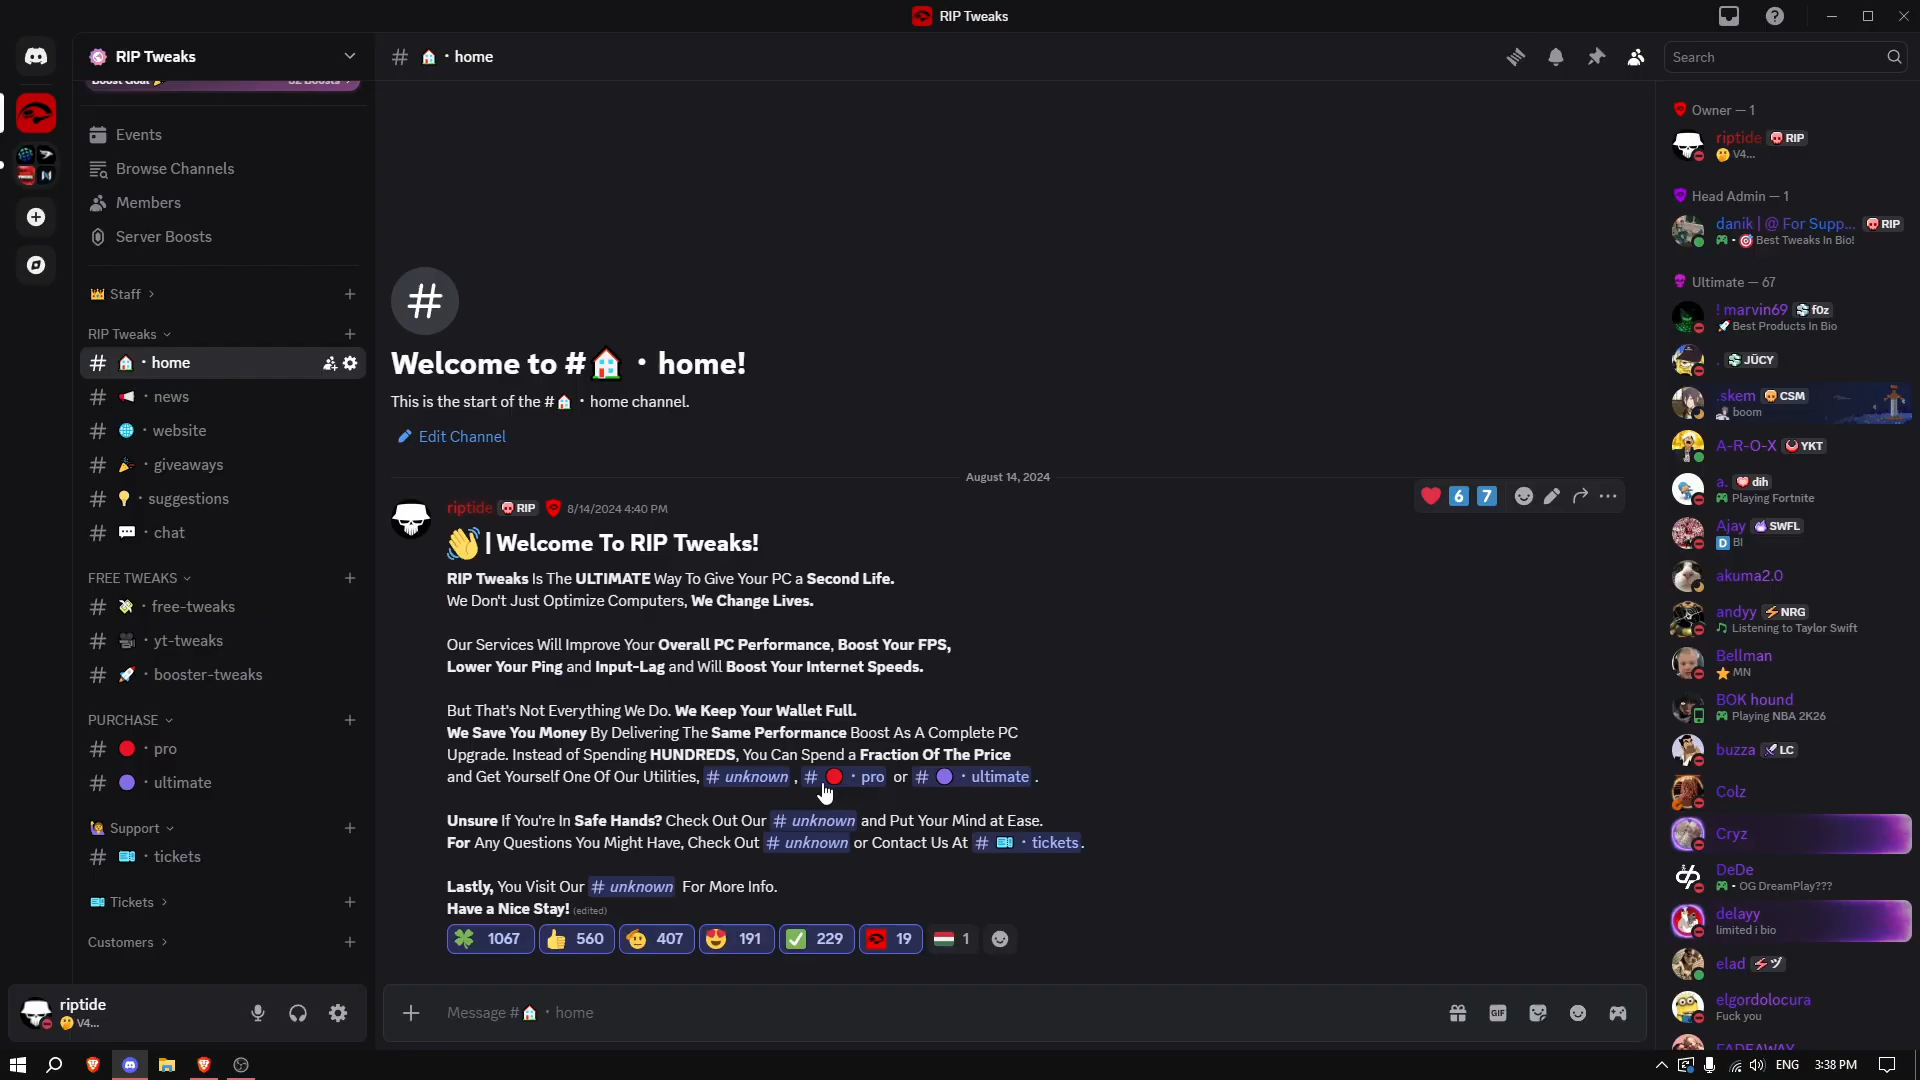 RIP Tweaks
RIP Tweaks
Boost Goal 32 Boosts
Events
Browse Channels
Members
Server Boosts
Staff
RIP Tweaks
# 🏠・home
# 📢・news
# 🌐・website
# 🎉・giveaways
# 💡・suggestions
# 💬・chat
FREE TWEAKS
# 💸・free-tweaks
# 🎥・yt-tweaks
# 🚀・booster-tweaks
PURCHASE
# 🔴・pro
# 🟣・ultimate
Support
# 🎟️・tickets
Tickets
Customers
riptide
V4...
# 🏠・home
Search
Welcome to #🏠・home!
This is the start of the #🏠・home channel.
Edit Channel
August 14, 2024
riptide RIP 8/14/2024 4:40 PM
👋 | Welcome To RIP Tweaks!
RIP Tweaks Is The ULTIMATE Way To Give Your PC a Second Life.
We Don't Just Optimize Computers, We Change Lives.
Our Services Will Improve Your Overall PC Performance, Boost Your FPS,
Lower Your Ping and Input-Lag and Will Boost Your Internet Speeds.
But That's Not Everything We Do. We Keep Your Wallet Full.
We Save You Money By Delivering The Same Performance Boost As A Complete PC
Upgrade. Instead of Spending HUNDREDS, You Can Spend a Fraction Of The Price
and Get Yourself One Of Our Utilities, # unknown , # 🔴・pro or # 🟣・ultimate .
Unsure If You're In Safe Hands? Check Out Our # unknown and Put Your Mind at Ease.
For Any Questions You Might Have, Check Out # unknown or Contact Us At # 🎟️・tickets.
Lastly, You Visit Our # unknown For More Info.
Have a Nice Stay! (edited)
1067 560 407 191 229 19 1
6 7
Message #🏠・home
GIF
Owner — 1
riptide RIP
V4...
Head Admin — 1
danik | @ For Supp... RIP
• 🎯 Best Tweaks In Bio!
Ultimate — 67
! marvin69 f0z
🚀Best Products In Bio
. JŪCY
.skem CSM
boom
A-R-O-X YKT
a. dih
Playing Fortnite
Ajay SWFL
D BI
akuma2.0
andyy NRG
Listening to Taylor Swift
Bellman
⭐ MN
BOK hound
Playing NBA 2K26
buzza LC
Colz
Cryz
DeDe
• OG DreamPlay???
delayy
limited i bio
elad ヅ
elgordolocura
Fuck you
FADEAWAY
ENG
3:38 PM